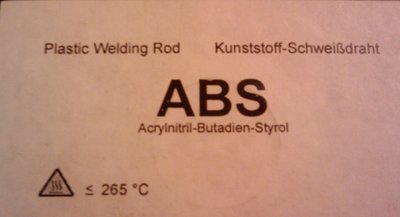 Plastic Welding Rod Kunststoff-Schweißdraht
ABS
Acrylnitril-Butadien-Styrol
≤ 265 °C